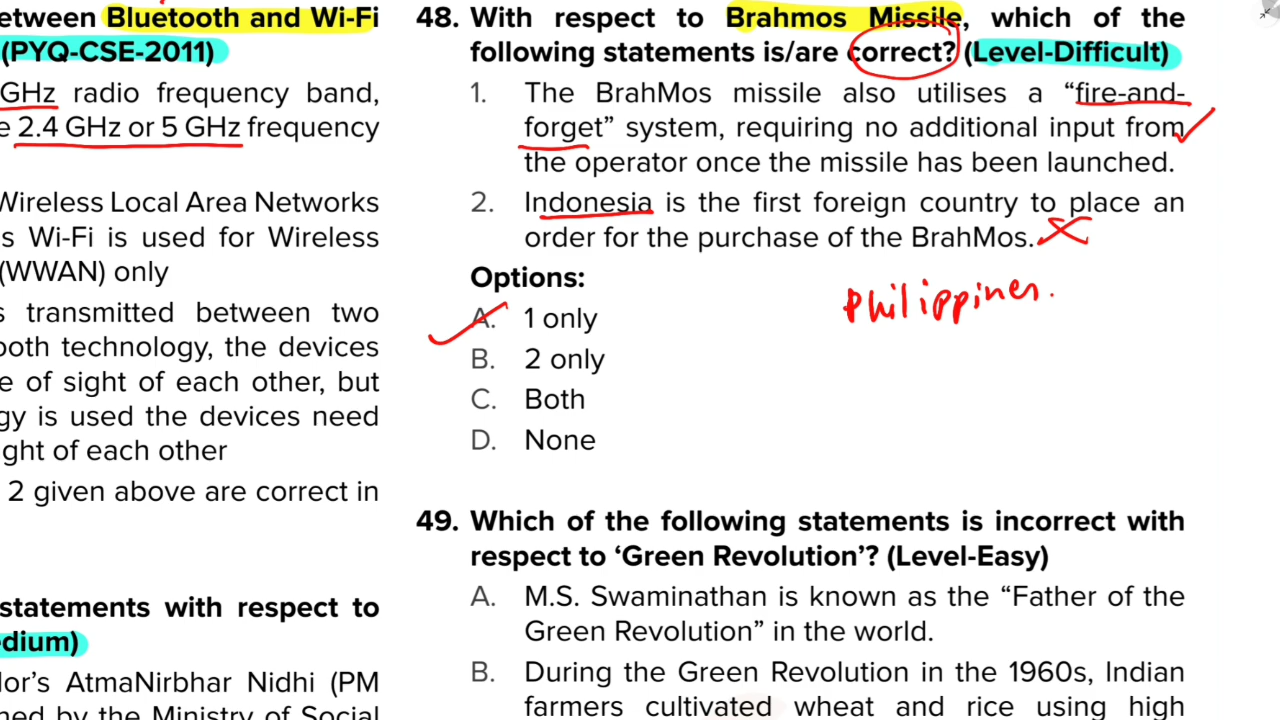 etween Bluetooth and Wi-Fi
(PYQ-CSE-2011)
GHz radio frequency band,
e 2.4 GHz or 5 GHz frequency
Wireless Local Area Networks
s Wi-Fi is used for Wireless
(WWAN) only
s transmitted between two
ooth technology, the devices
e of sight of each other, but
gy is used the devices need
ght of each other
2 given above are correct in
statements with respect to
edium)
dor's AtmaNirbhar Nidhi (PM
ned by the Ministry of Social
48. With respect to Brahmos Missile, which of the
following statements is/are correct? (Level-Difficult)
1. The BrahMos missile also utilises a “fire-and-
forget” system, requiring no additional input from
the operator once the missile has been launched.
2. Indonesia is the first foreign country to place an
order for the purchase of the BrahMos.
Options:
Philippines.
A. 1 only
B. 2 only
C. Both
D. None
49. Which of the following statements is incorrect with
respect to ‘Green Revolution’? (Level-Easy)
A. M.S. Swaminathan is known as the “Father of the
Green Revolution” in the world.
B. During the Green Revolution in the 1960s, Indian
farmers cultivated wheat and rice using high